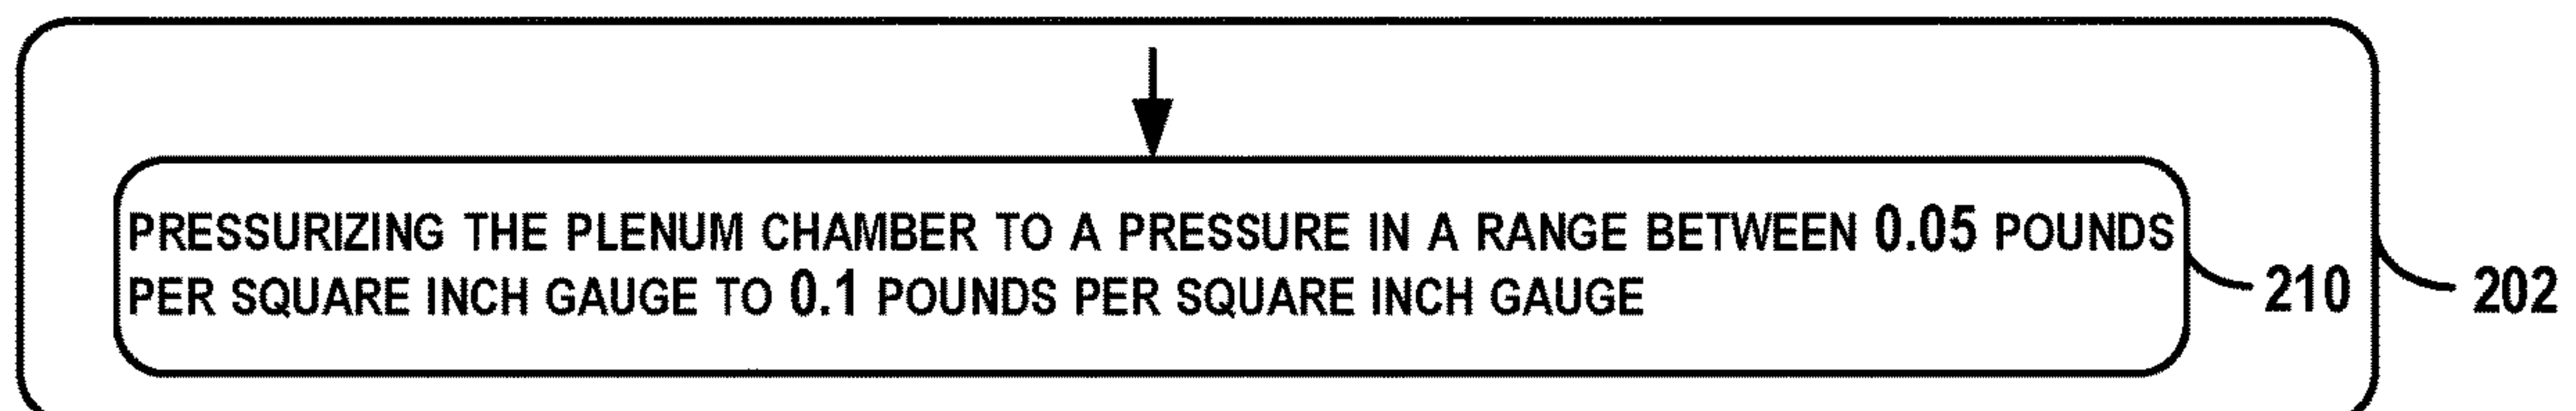 PRESSURIZING THE PLENUM CHAMBER TO A PRESSURE IN A RANGE BETWEEN 0.05 POUNDS
PER SQUARE INCH GAUGE TO 0.1 POUNDS PER SQUARE INCH GAUGE
210
202